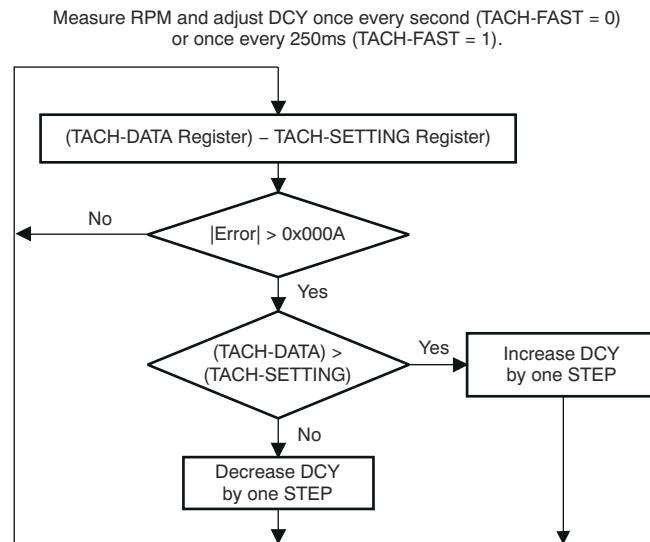 Measure RPM and adjust DCY once every second (TACH-FAST = 0)
or once every 250ms (TACH-FAST = 1).
(TACH-DATA Register) – TACH-SETTING Register)
No
|Error| > 0x000A
Yes
(TACH-DATA) >
(TACH-SETTING)
Yes
Increase DCY
by one STEP
No
Decrease DCY
by one STEP